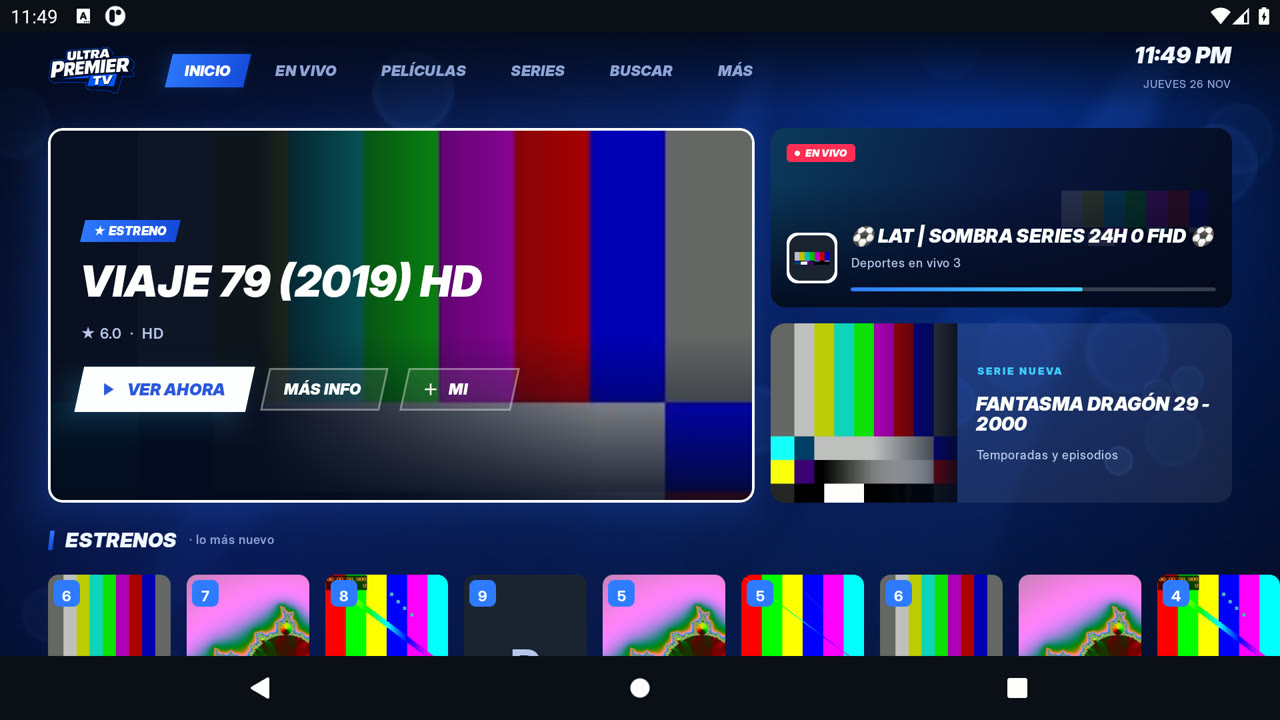 11:49
A
ULTRA
PREMIER
TV
INICIO
EN VIVO
PELÍCULAS
SERIES
BUSCAR
MÁS
11:49 PM
JUEVES 26 NOV
★ ESTRENO
VIAJE 79 (2019) HD
★ 6.0 · HD
VER AHORA
MÁS INFO
+ MI
EN VIVO
⚽ LAT | SOMBRA SERIES 24H 0 FHD ⚽
Deportes en vivo 3
SERIE NUEVA
FANTASMA DRAGÓN 29 -
2000
Temporadas y episodios
ESTRENOS
· lo más nuevo
6
7
8
9
5
5
6
4